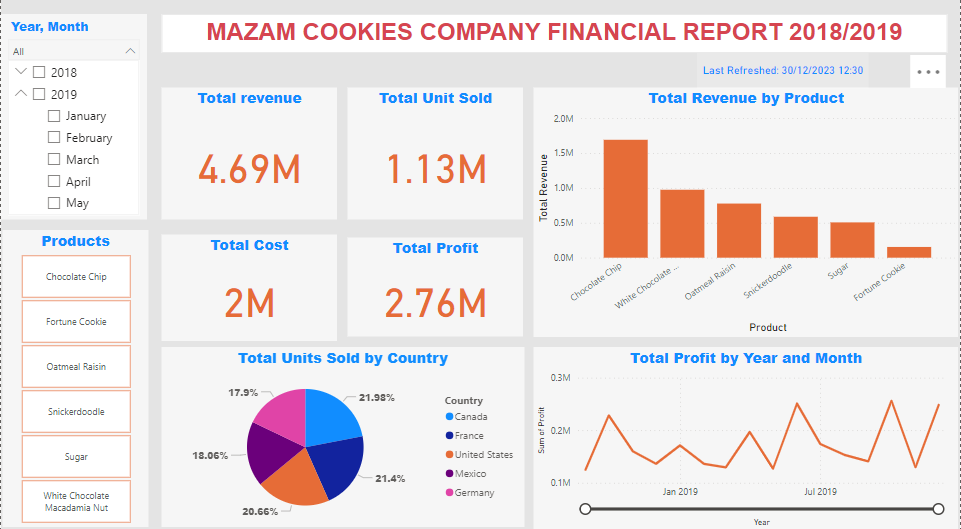 Year, Month
MAZAM COOKIES COMPANY FINANCIAL REPORT 2018/2019
All
2018
2019
January
February
March
April
May
Last Refreshed: 30/12/2023 12:30
Total revenue
4.69M
Total Unit Sold
1.13M
Total Revenue by Product
Total Revenue
2.0M
1.5M
1.0M
0.5M
0.0M
Chocolate Chip
White Chocolate ...
Oatmeal Raisin
Snickerdoodle
Sugar
Fortune Cookie
Product
Products
Chocolate Chip
Fortune Cookie
Oatmeal Raisin
Snickerdoodle
Sugar
White Chocolate
Macadamia Nut
Total Cost
2M
Total Profit
2.76M
Total Units Sold by Country
17.9%
21.98%
18.06%
21.4%
20.66%
Country
Canada
France
United States
Mexico
Germany
Total Profit by Year and Month
Sum of Profit
0.3M
0.2M
0.1M
Jan 2019
Jul 2019
Year